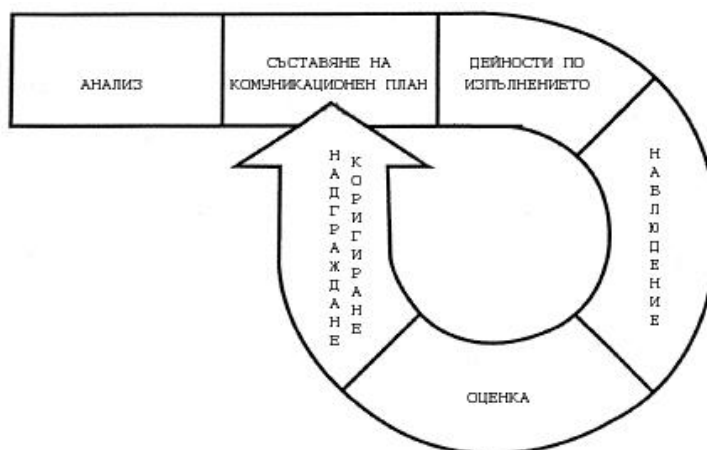 АНАЛИЗ
СЪСТАВЯНЕ НА
КОМУНИКАЦИОНЕН ПЛАН
ДЕЙНОСТИ ПО
ИЗПЪЛНЕНИЕТО
НАБЛЮДЕНИЕ
ОЦЕНКА
НАДГРАЖДАНЕ
КОРИГИРАНЕ